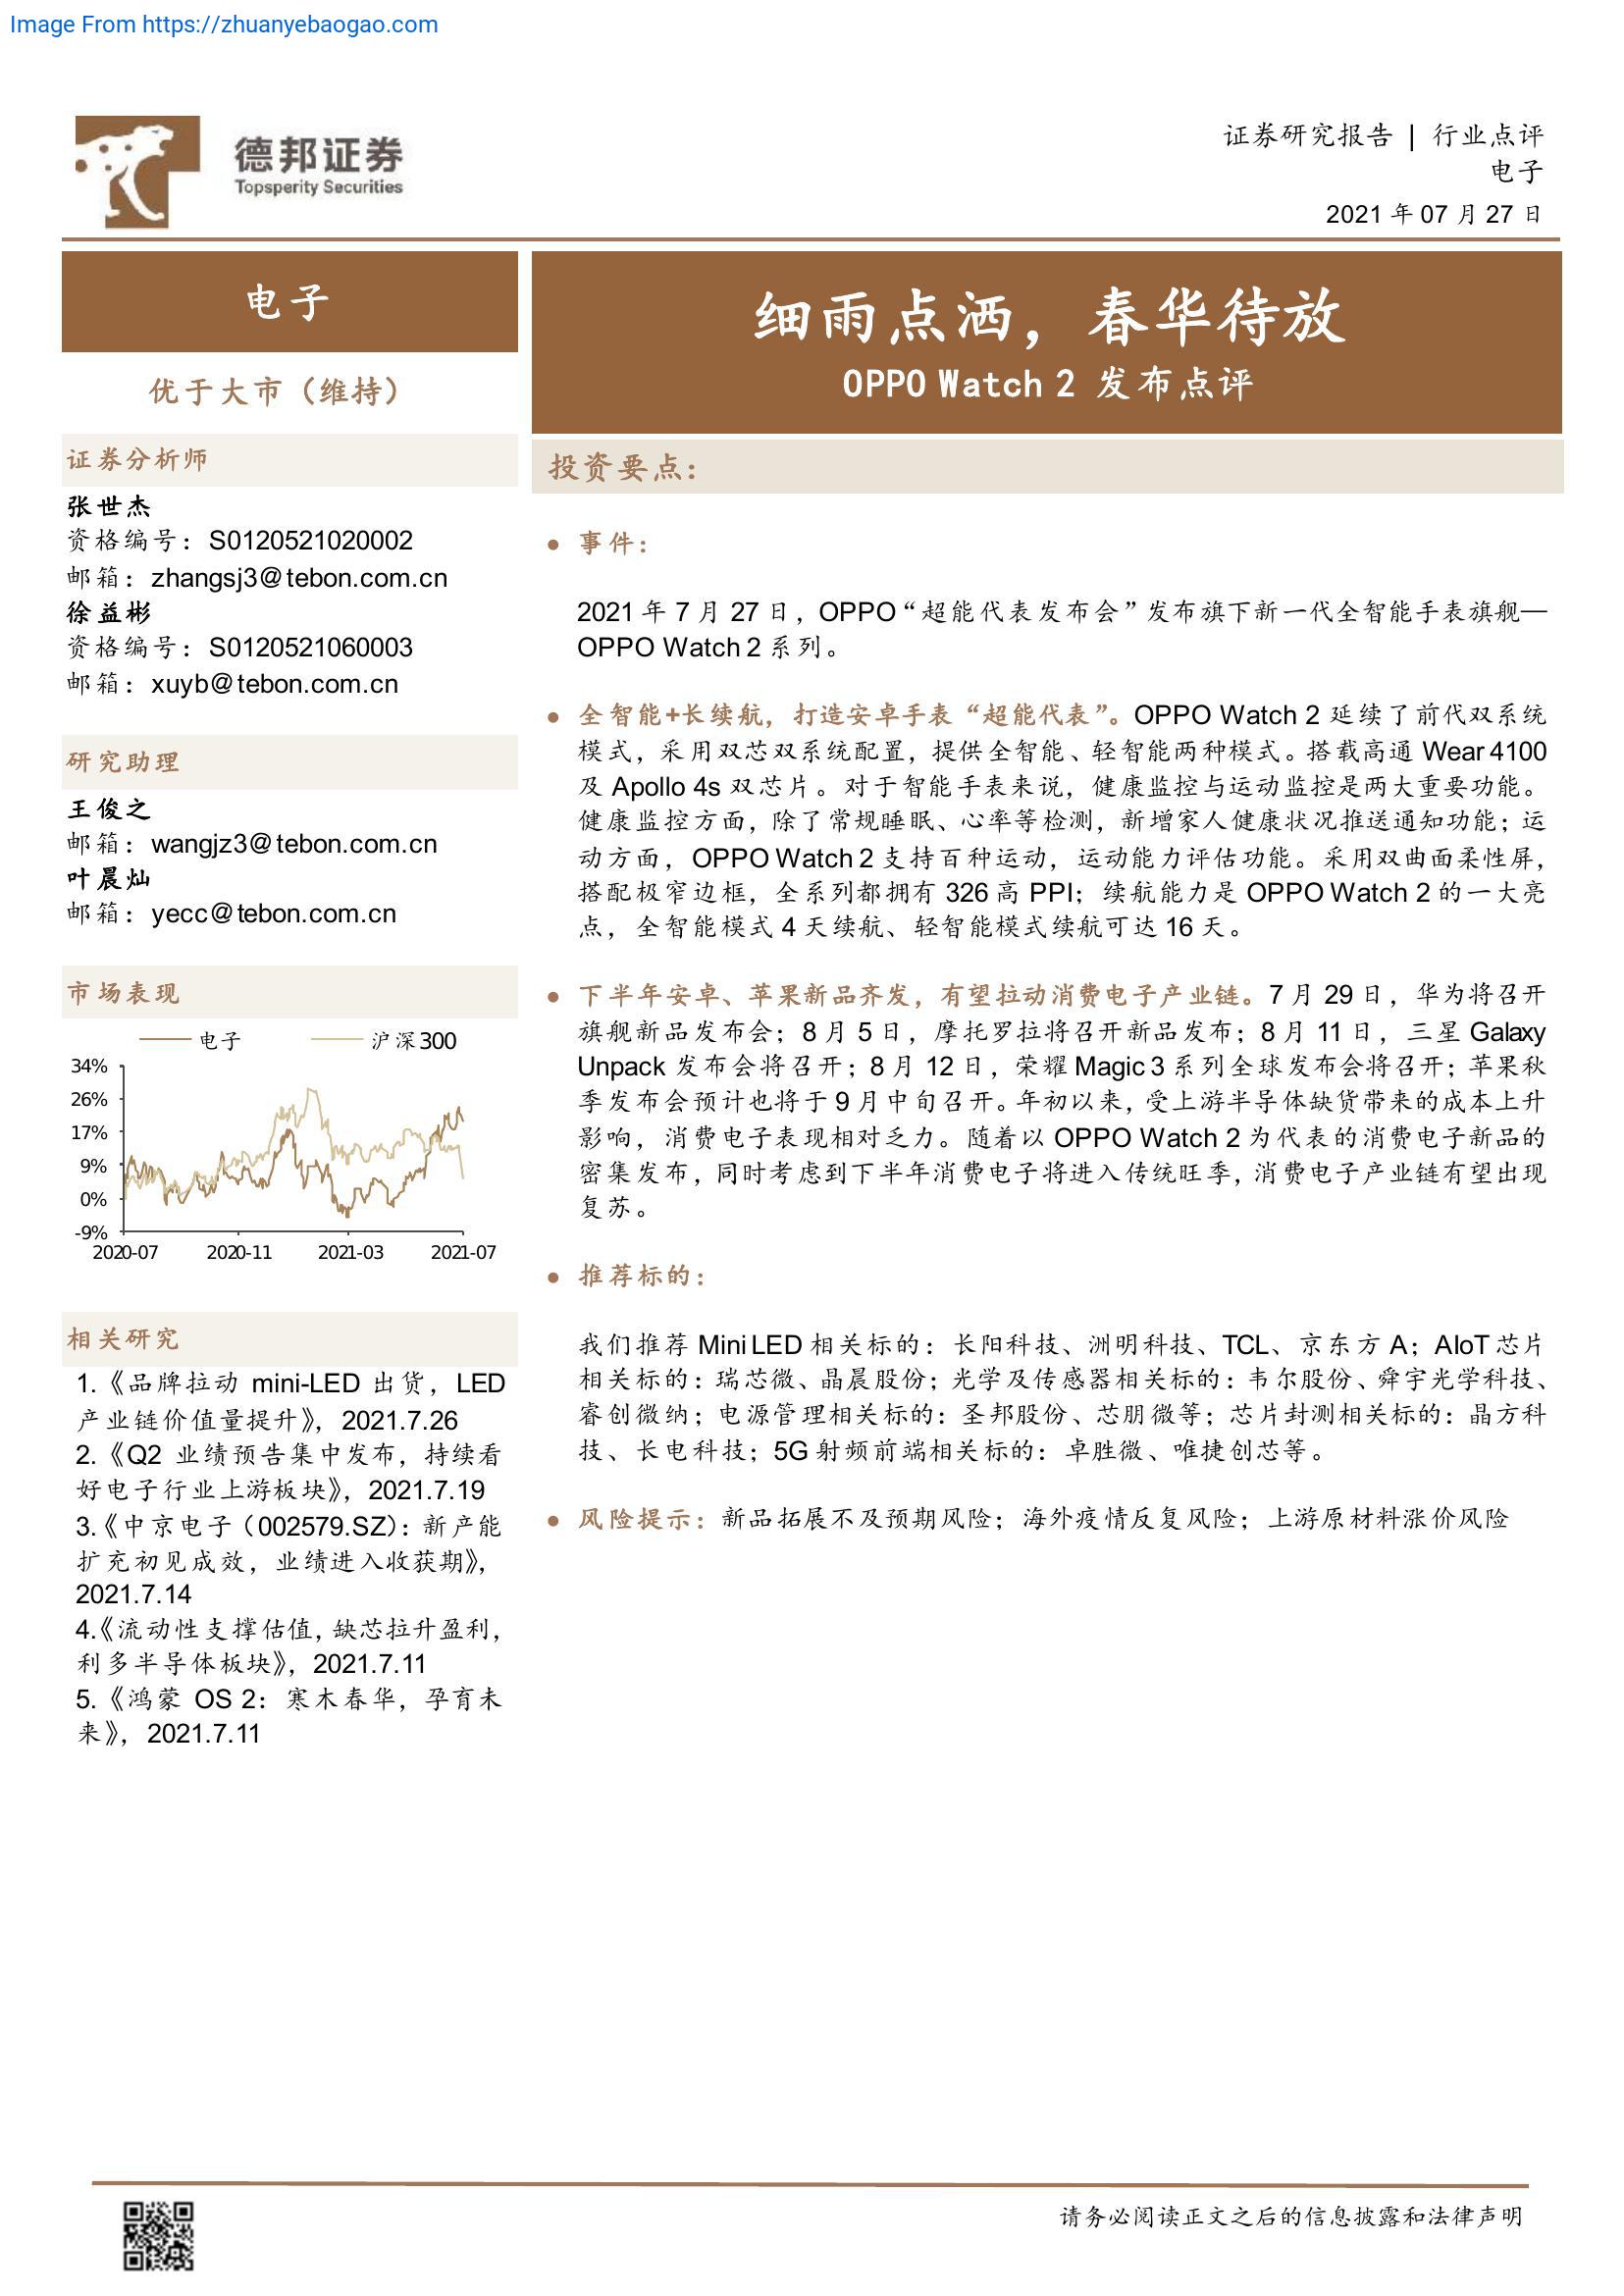 Image From https://zhuanyebaogao.com
德邦证券
Topsperity Securities
证券研究报告 | 行业点评
电子
2021 年 07 月 27 日
电子
优于大市（维持）
证券分析师
张世杰
资格编号：S0120521020002
邮箱：zhangsj3@tebon.com.cn
徐益彬
资格编号：S0120521060003
邮箱：xuyb@tebon.com.cn
研究助理
王俊之
邮箱：wangjz3@tebon.com.cn
叶晨灿
邮箱：yecc@tebon.com.cn
市场表现
电子 沪深300
34%
26%
17%
9%
0%
-9%
2020-07 2020-11 2021-03 2021-07
相关研究
1.《品牌拉动 mini-LED 出货，LED
产业链价值量提升》，2021.7.26
2.《Q2 业绩预告集中发布，持续看
好电子行业上游板块》，2021.7.19
3.《中京电子（002579.SZ）：新产能
扩充初见成效，业绩进入收获期》，
2021.7.14
4.《流动性支撑估值，缺芯拉升盈利，
利多半导体板块》，2021.7.11
5.《鸿蒙 OS 2：寒木春华，孕育未
来》，2021.7.11
细雨点洒，春华待放
OPPO Watch 2 发布点评
投资要点：
● 事件：
2021 年 7 月 27 日，OPPO“超能代表发布会”发布旗下新一代全智能手表旗舰—
OPPO Watch 2 系列。
● 全智能+长续航，打造安卓手表“超能代表”。OPPO Watch 2 延续了前代双系统
模式，采用双芯双系统配置，提供全智能、轻智能两种模式。搭载高通 Wear 4100
及 Apollo 4s 双芯片。对于智能手表来说，健康监控与运动监控是两大重要功能。
健康监控方面，除了常规睡眠、心率等检测，新增家人健康状况推送通知功能；运
动方面，OPPO Watch 2 支持百种运动，运动能力评估功能。采用双曲面柔性屏，
搭配极窄边框，全系列都拥有 326 高 PPI；续航能力是 OPPO Watch 2 的一大亮
点，全智能模式 4 天续航、轻智能模式续航可达 16 天。
● 下半年安卓、苹果新品齐发，有望拉动消费电子产业链。7 月 29 日，华为将召开
旗舰新品发布会；8 月 5 日，摩托罗拉将召开新品发布；8 月 11 日，三星 Galaxy
Unpack 发布会将召开；8 月 12 日，荣耀 Magic 3 系列全球发布会将召开；苹果秋
季发布会预计也将于 9 月中旬召开。年初以来，受上游半导体缺货带来的成本上升
影响，消费电子表现相对乏力。随着以 OPPO Watch 2 为代表的消费电子新品的
密集发布，同时考虑到下半年消费电子将进入传统旺季，消费电子产业链有望出现
复苏。
● 推荐标的：
我们推荐 Mini LED 相关标的：长阳科技、洲明科技、TCL、京东方 A；AIoT 芯片
相关标的：瑞芯微、晶晨股份；光学及传感器相关标的：韦尔股份、舜宇光学科技、
睿创微纳；电源管理相关标的：圣邦股份、芯朋微等；芯片封测相关标的：晶方科
技、长电科技；5G 射频前端相关标的：卓胜微、唯捷创芯等。
● 风险提示：新品拓展不及预期风险；海外疫情反复风险；上游原材料涨价风险
请务必阅读正文之后的信息披露和法律声明